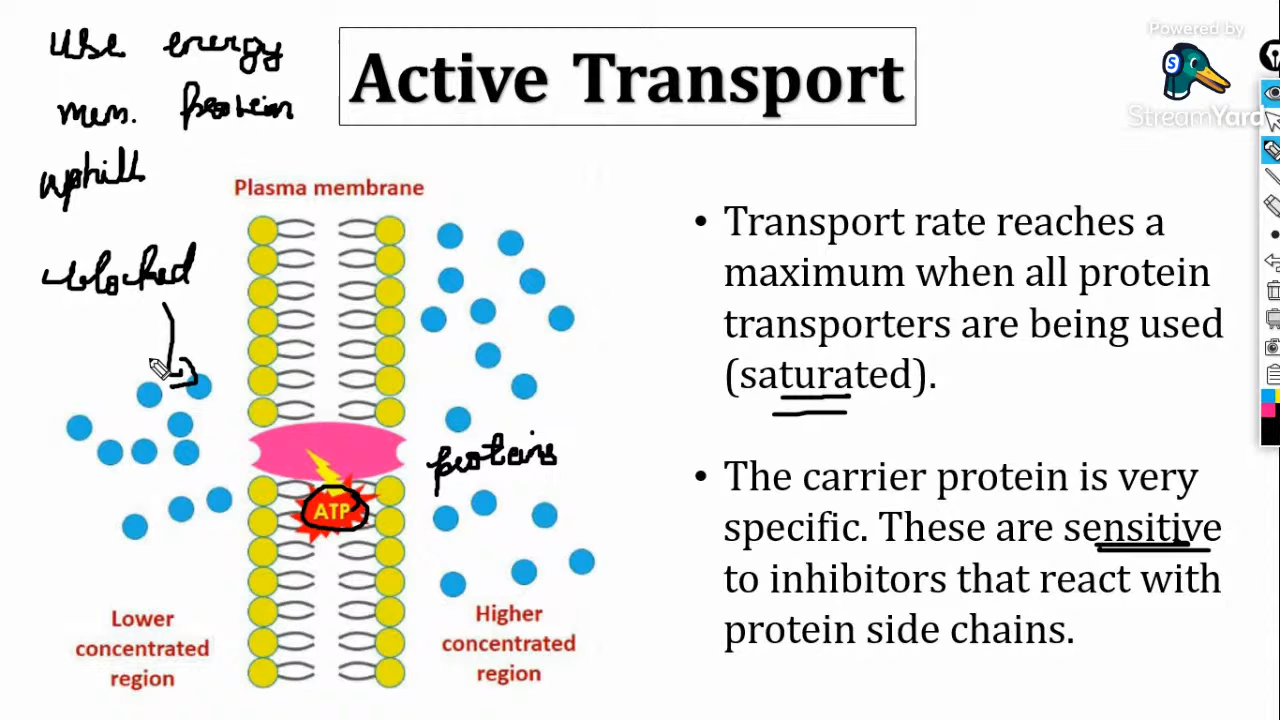 Powered by
StreamYard
Active Transport
use energy
mem. protein
uphill
Plasma membrane
blocked
• Transport rate reaches a
maximum when all protein
transporters are being used
(saturated).
proteins
ATP
• The carrier protein is very
specific. These are sensitive
to inhibitors that react with
protein side chains.
Lower
concentrated
region
Higher
concentrated
region